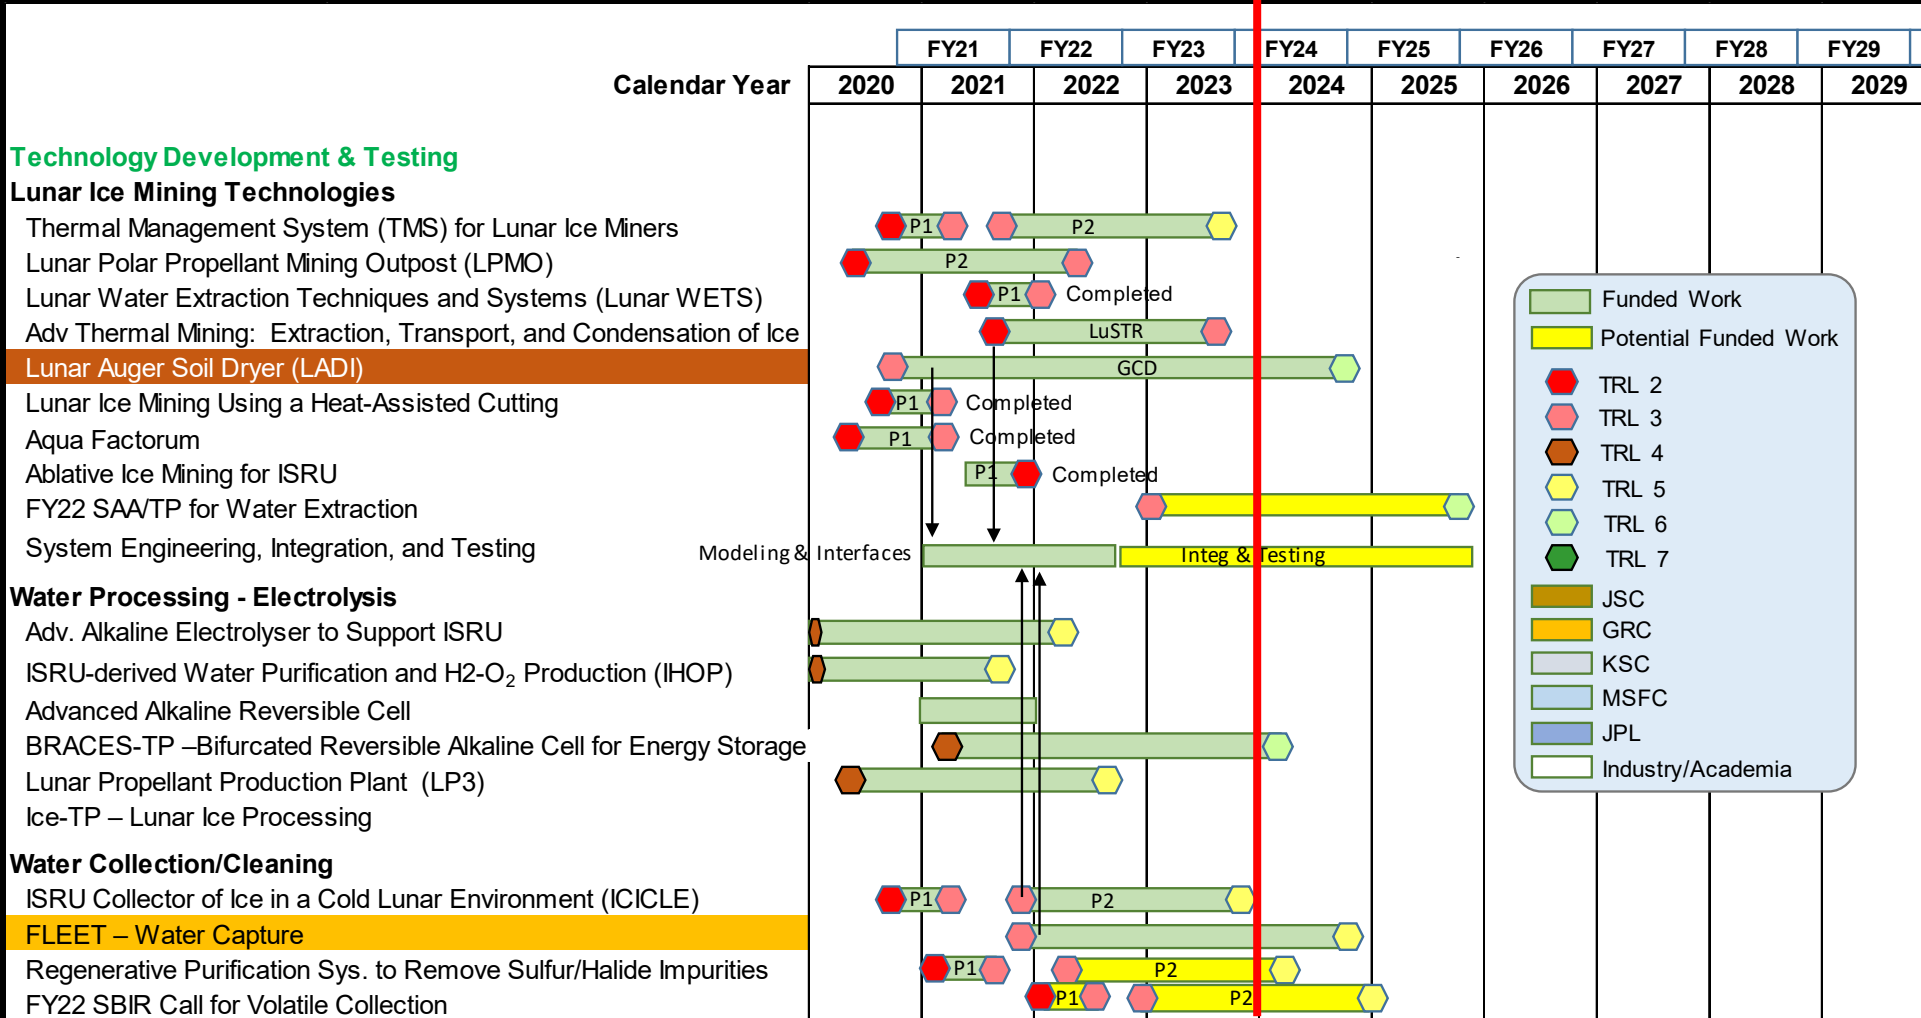 FY21 FY22 FY23 FY24 FY25 FY26 FY27 FY28 FY29
Calendar Year 2020 2021 2022 2023 2024 2025 2026 2027 2028 2029
Technology Development & Testing
Lunar Ice Mining Technologies
Thermal Management System (TMS) for Lunar Ice Miners P1 P2
Lunar Polar Propellant Mining Outpost (LPMO) P2
Lunar Water Extraction Techniques and Systems (Lunar WETS) P1 Completed
Adv Thermal Mining: Extraction, Transport, and Condensation of Ice LuSTR
Lunar Auger Soil Dryer (LADI) GCD
Lunar Ice Mining Using a Heat-Assisted Cutting P1 Completed
Aqua Factorum P1 Completed
Ablative Ice Mining for ISRU P1 Completed
FY22 SAA/TP for Water Extraction
System Engineering, Integration, and Testing Modeling & Interfaces Integ & Testing
Water Processing - Electrolysis
Adv. Alkaline Electrolyser to Support ISRU
ISRU-derived Water Purification and H2-O₂ Production (IHOP)
Advanced Alkaline Reversible Cell
BRACES-TP –Bifurcated Reversible Alkaline Cell for Energy Storage
Lunar Propellant Production Plant (LP3)
Ice-TP – Lunar Ice Processing
Water Collection/Cleaning
ISRU Collector of Ice in a Cold Lunar Environment (ICICLE) P1 P2
FLEET – Water Capture
Regenerative Purification Sys. to Remove Sulfur/Halide Impurities P1 P2
FY22 SBIR Call for Volatile Collection P1 P2
Funded Work
Potential Funded Work
TRL 2
TRL 3
TRL 4
TRL 5
TRL 6
TRL 7
JSC
GRC
KSC
MSFC
JPL
Industry/Academia